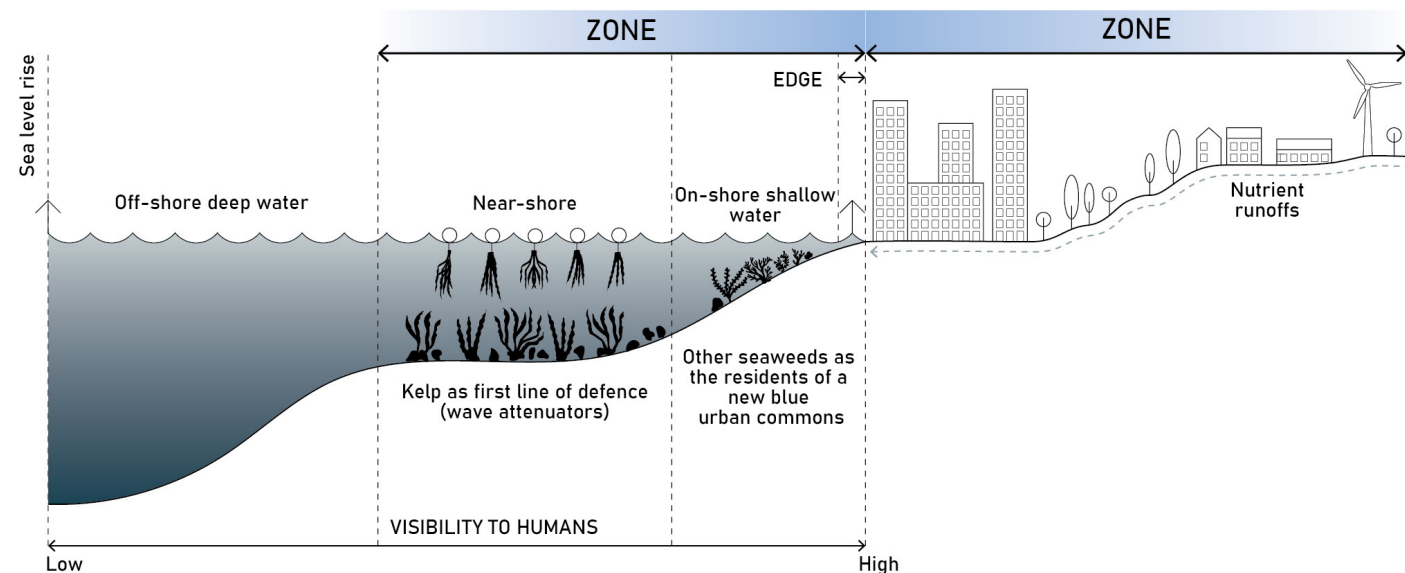 ZONE
ZONE
EDGE
Sea level rise
Off-shore deep water
Near-shore
On-shore shallow
water
Nutrient
runoffs
Kelp as first line of defence
(wave attenuators)
Other seaweeds as
the residents of a
new blue
urban commons
VISIBILITY TO HUMANS
Low
High